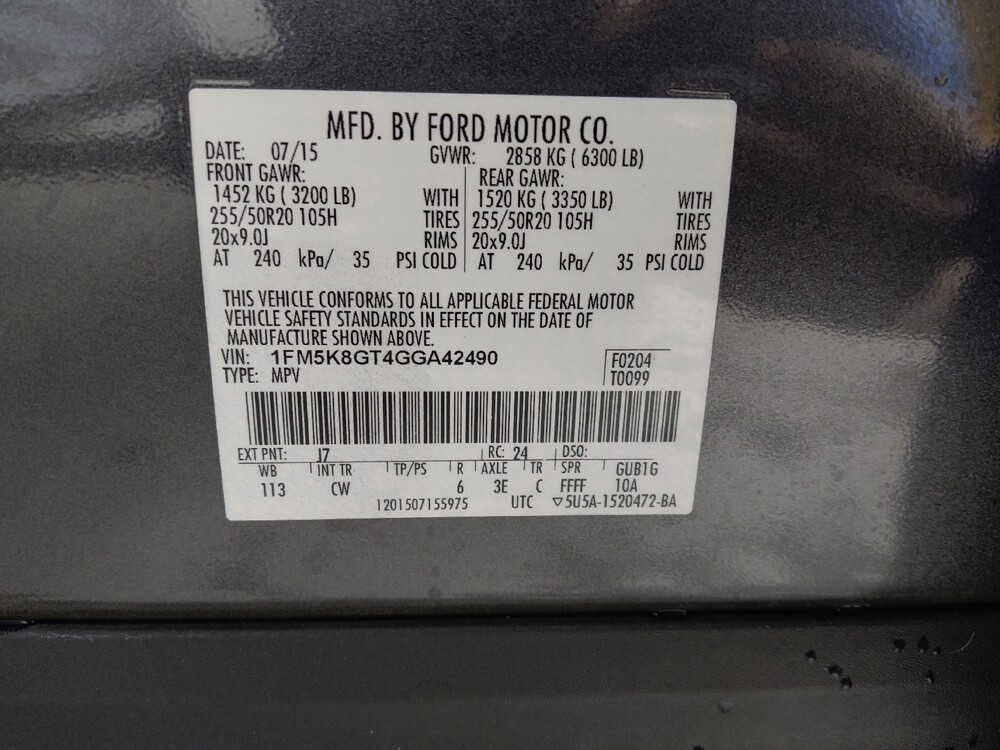 MFD. BY FORD MOTOR CO.
DATE: 07/15 GVWR: 2858 KG ( 6300 LB)
FRONT GAWR: REAR GAWR:
1452 KG ( 3200 LB) WITH 1520 KG ( 3350 LB) WITH
255/50R20 105H TIRES 255/50R20 105H TIRES
20x9.0J RIMS 20x9.0J RIMS
AT 240 kPa/ 35 PSI COLD AT 240 kPa/ 35 PSI COLD
THIS VEHICLE CONFORMS TO ALL APPLICABLE FEDERAL MOTOR
VEHICLE SAFETY STANDARDS IN EFFECT ON THE DATE OF
MANUFACTURE SHOWN ABOVE.
VIN: 1FM5K8GT4GGA42490 F0204
TYPE: MPV T0099
EXT PNT: J7 RC: 24 DSO:
WB INT TR TP/PS R AXLE TR SPR GUB1G
113 CW 6 3E C FFFF 10A
1201507155975 UTC ▽5U5A-1520472-BA